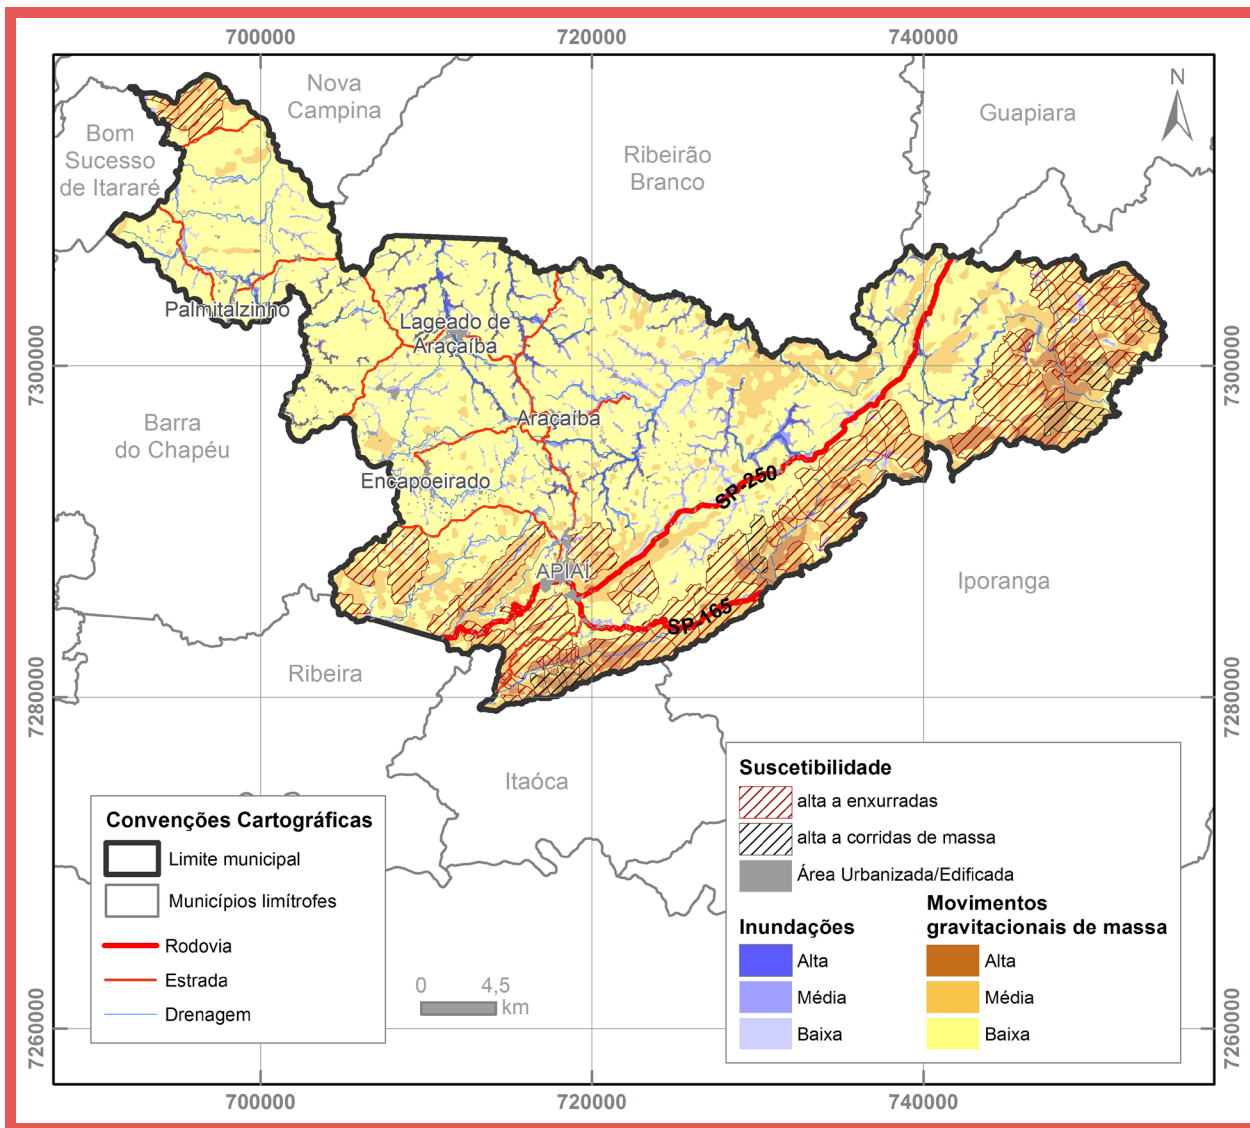 700000
720000
740000
N
Nova
Campina
Guapiara
Bom
Sucesso
de Itararé
Ribeirão
Branco
Palmitalzinho
Lageado de
Araçaíba
7300000
7300000
Barra
do Chapéu
Araçaíba
Encapoeirado
SP-250
APIAÍ
Iporanga
SP-165
Ribeira
7280000
7280000
Itaóca
Convenções Cartográficas
Limite municipal
Municípios limítrofes
Rodovia
Estrada
Drenagem
0
4,5
km
Suscetibilidade
alta a enxurradas
alta a corridas de massa
Área Urbanizada/Edificada
Inundações
Alta
Média
Baixa
Movimentos
gravitacionais de massa
Alta
Média
Baixa
7260000
7260000
700000
720000
740000